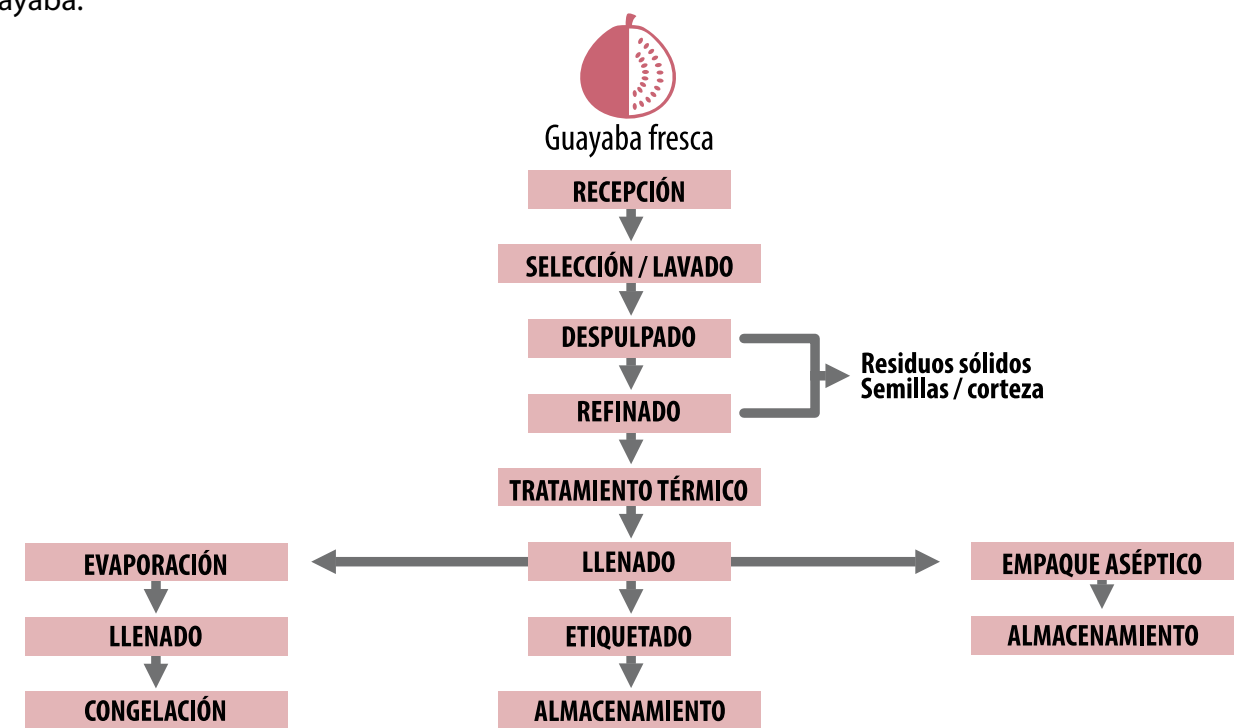 ayaba.
Guayaba fresca
RECEPCIÓN
SELECCIÓN / LAVADO
DESPULPADO
Residuos sólidos
Semillas / corteza
REFINADO
TRATAMIENTO TÉRMICO
EVAPORACIÓN
LLENADO
EMPAQUE ASÉPTICO
LLENADO
ETIQUETADO
ALMACENAMIENTO
CONGELACIÓN
ALMACENAMIENTO